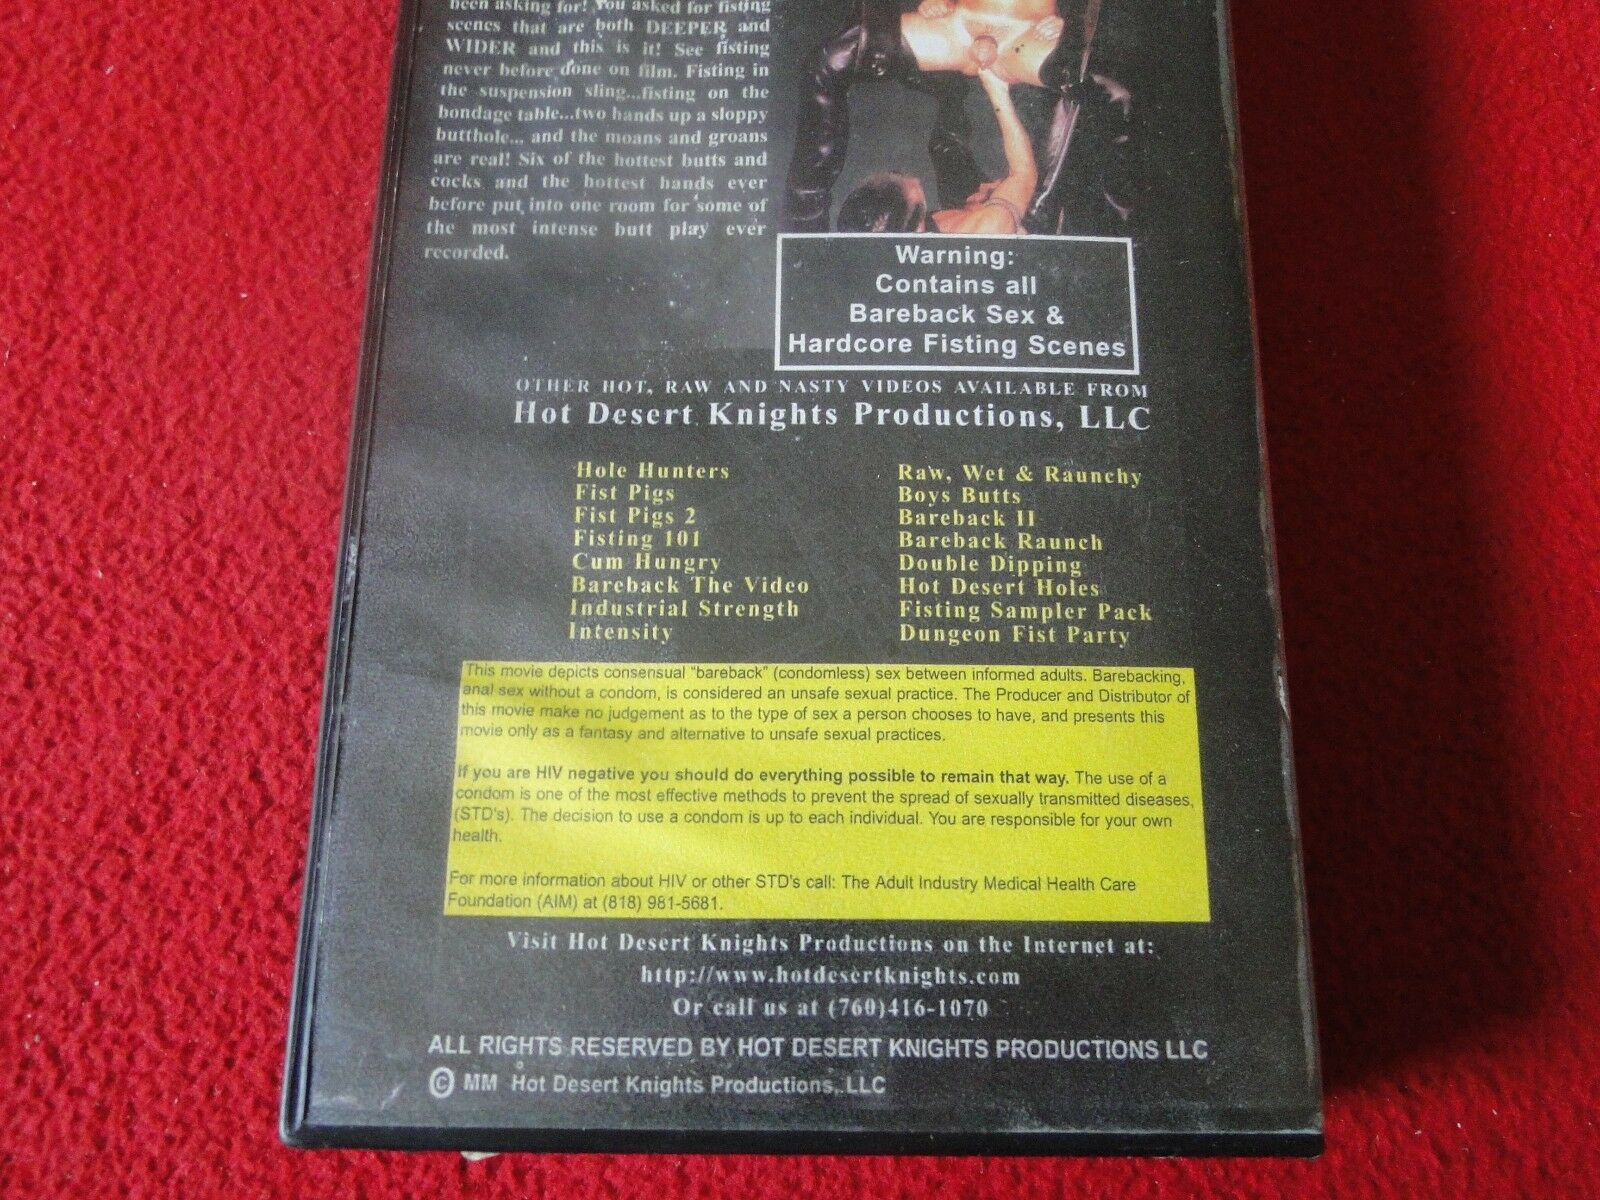 been asking for! You asked for fisting
scenes that are both DEEPER and
WIDER and this is it! See fisting
never before done on film. Fisting in
the suspension sling...fisting on the
bondage table...two hands up a sloppy
butthole... and the moans and groans
are real! Six of the hottest butts and
cocks and the hottest hands ever
before put into one room for some of
the most intense butt play ever
recorded.
Warning:
Contains all
Bareback Sex &
Hardcore Fisting Scenes
OTHER HOT, RAW AND NASTY VIDEOS AVAILABLE FROM
Hot Desert Knights Productions, LLC
Hole Hunters
Fist Pigs
Fist Pigs 2
Fisting 101
Cum Hungry
Bareback The Video
Industrial Strength
Intensity
Raw, Wet & Raunchy
Boys Butts
Bareback II
Bareback Raunch
Double Dipping
Hot Desert Holes
Fisting Sampler Pack
Dungeon Fist Party
This movie depicts consensual "bareback" (condomless) sex between informed adults. Barebacking,
anal sex without a condom, is considered an unsafe sexual practice. The Producer and Distributor of
this movie make no judgement as to the type of sex a person chooses to have, and presents this
movie only as a fantasy and alternative to unsafe sexual practices.
If you are HIV negative you should do everything possible to remain that way. The use of a
condom is one of the most effective methods to prevent the spread of sexually transmitted diseases,
(STD's). The decision to use a condom is up to each individual. You are responsible for your own
health.
For more information about HIV or other STD's call: The Adult Industry Medical Health Care
Foundation (AIM) at (818) 981-5681.
Visit Hot Desert Knights Productions on the Internet at:
http://www.hotdesertknights.com
Or call us at (760)416-1070
ALL RIGHTS RESERVED BY HOT DESERT KNIGHTS PRODUCTIONS LLC
© MM Hot Desert Knights Productions, LLC